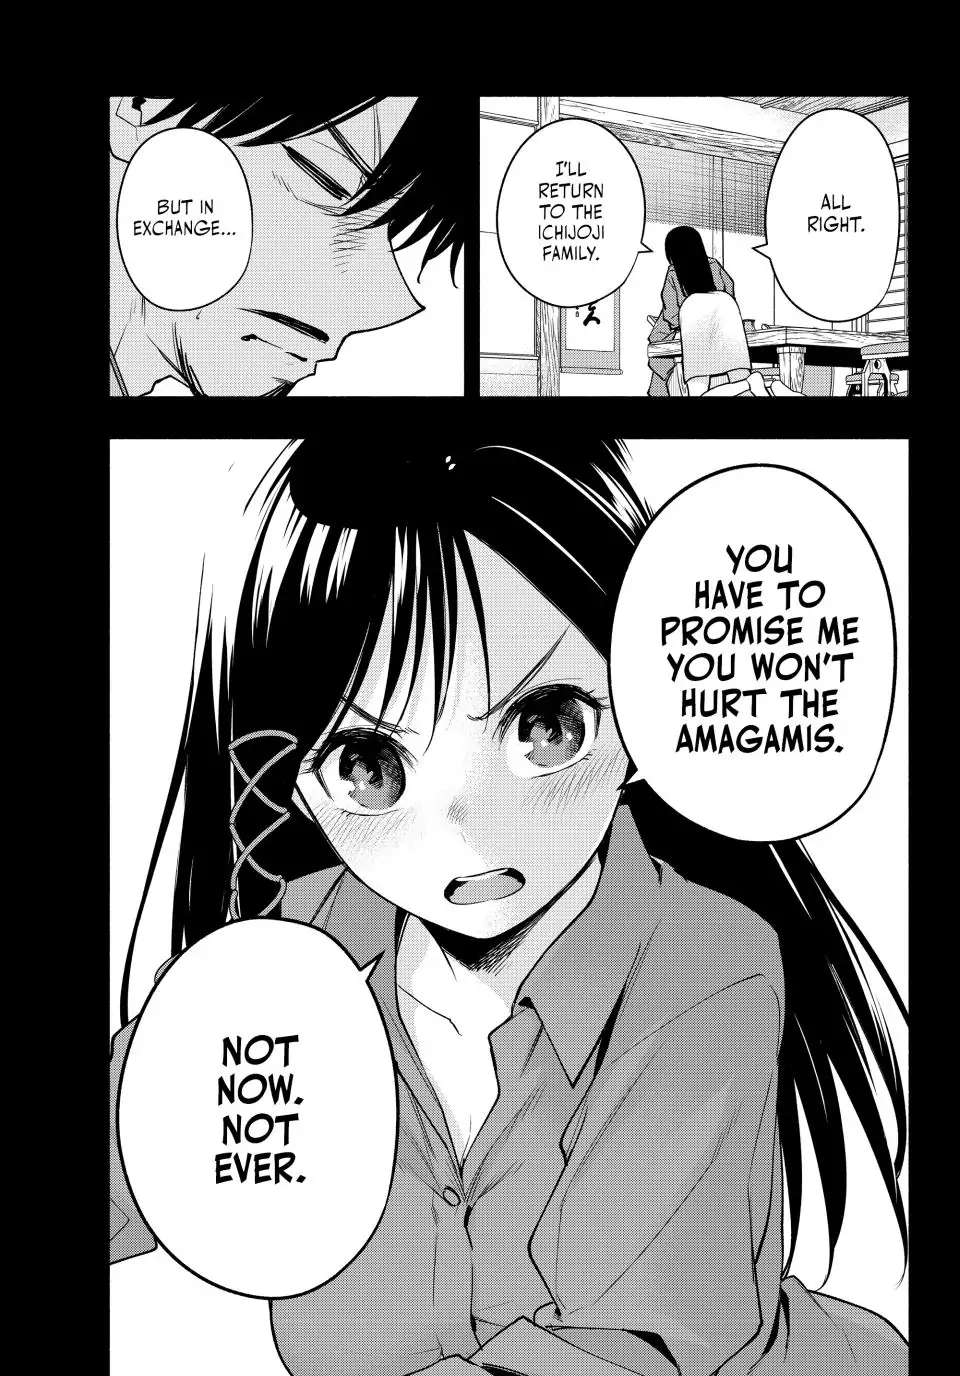 ALL
RIGHT.
I'LL
RETURN
TO THE
ICHIJOJI
FAMILY.
BUT IN
EXCHANGE...
YOU
HAVE TO
PROMISE ME
YOU WON'T
HURT THE
AMAGAMIS.
NOT
NOW.
NOT
EVER.